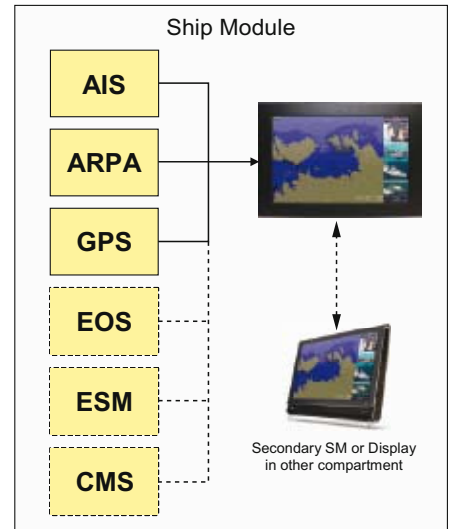 Ship Module
AIS
ARPA
GPS
EOS
ESM
CMS
Secondary SM or Display
in other compartment